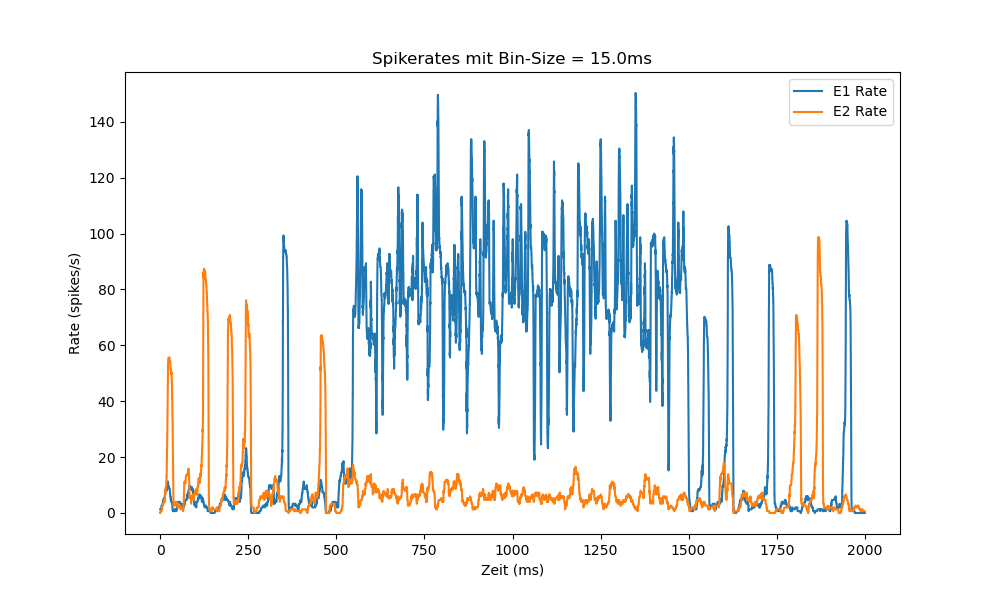 Spikerates mit Bin-Size = 15.0ms
E1 Rate
E2 Rate
Rate (spikes/s)
140
120
100
80
60
40
20
0
0 250 500 750 1000 1250 1500 1750 2000
Zeit (ms)